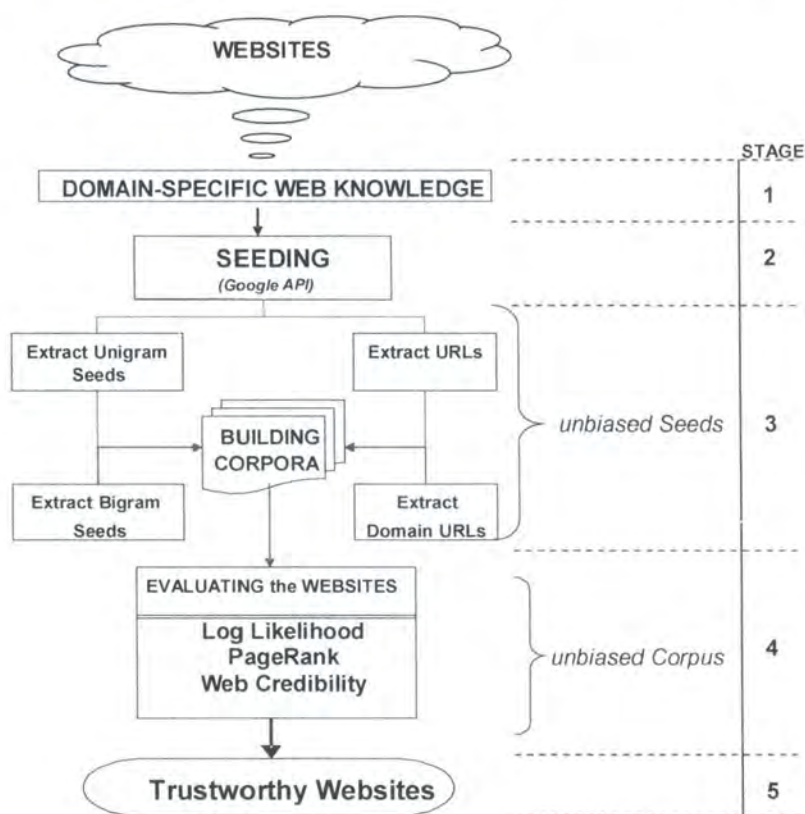 WEBSITES
STAGE
DOMAIN-SPECIFIC WEB KNOWLEDGE
1
SEEDING
(Google API)
2
Extract Unigram
Seeds
Extract URLs
BUILDING
CORPORA
unbiased Seeds
3
Extract Bigram
Seeds
Extract
Domain URLs
EVALUATING the WEBSITES
Log Likelihood
PageRank
Web Credibility
unbiased Corpus
4
Trustworthy Websites
5